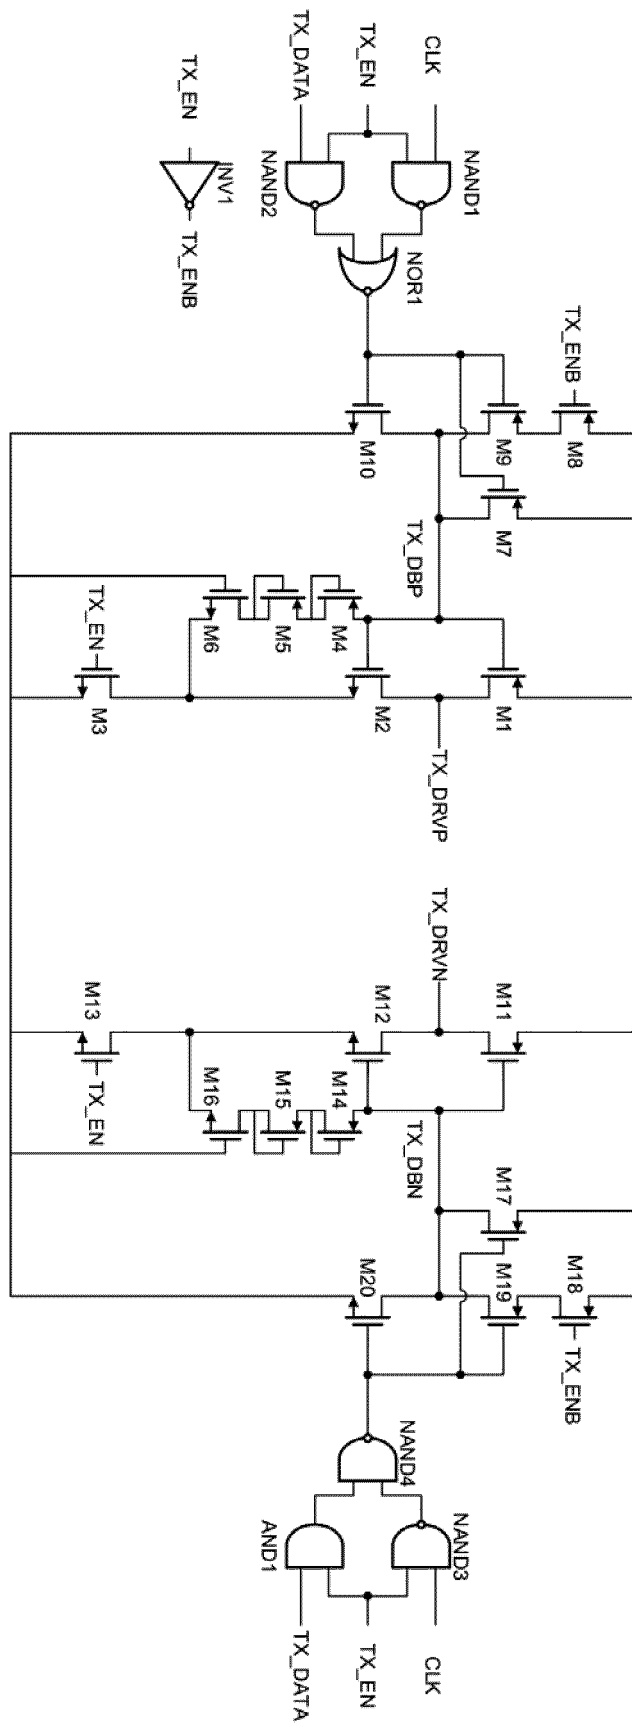 CLK
TX_EN
TX_DATA
NAND1
NAND2
TX_EN
INV1
TX_ENB
NOR1
TX_ENB
M8
M9
M10
M7
TX_DBP
M4
M5
M6
TX_EN
M1
M2
M3
TX_DRVP
TX_DRVN
M11
M12
M13
M14
M15
M16
TX_EN
TX_DBN
M17
M18
M19
M20
TX_ENB
NAND4
NAND3
AND1
CLK
TX_EN
TX_DATA